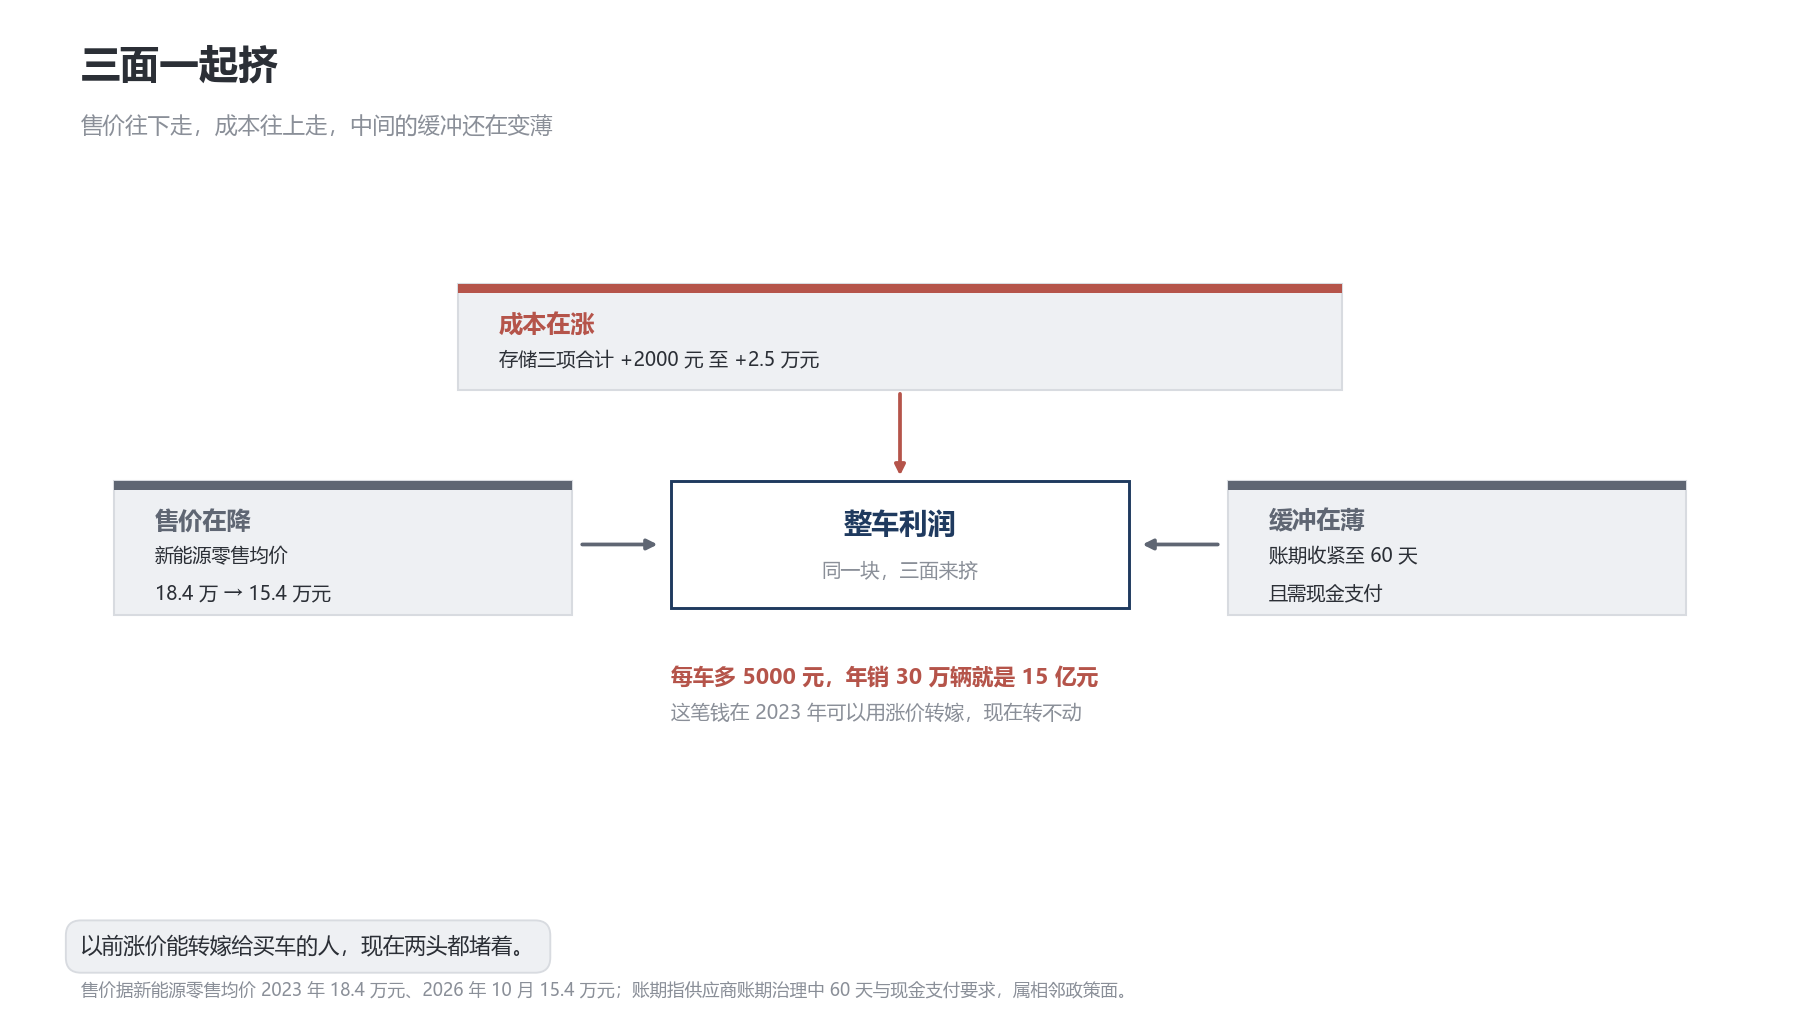 三面一起挤
售价往下走，成本往上走，中间的缓冲还在变薄
成本在涨
存储三项合计 +2000 元 至 +2.5 万元
售价在降
新能源零售均价
18.4 万 → 15.4 万元
整车利润
同一块，三面来挤
缓冲在薄
账期收紧至 60 天
且需现金支付
每车多 5000 元，年销 30 万辆就是 15 亿元
这笔钱在 2023 年可以用涨价转嫁，现在转不动
以前涨价能转嫁给买车的人，现在两头都堵着。
售价据新能源零售均价 2023 年 18.4 万元、2026 年 10 月 15.4 万元；账期指供应商账期治理中 60 天与现金支付要求，属相邻政策面。